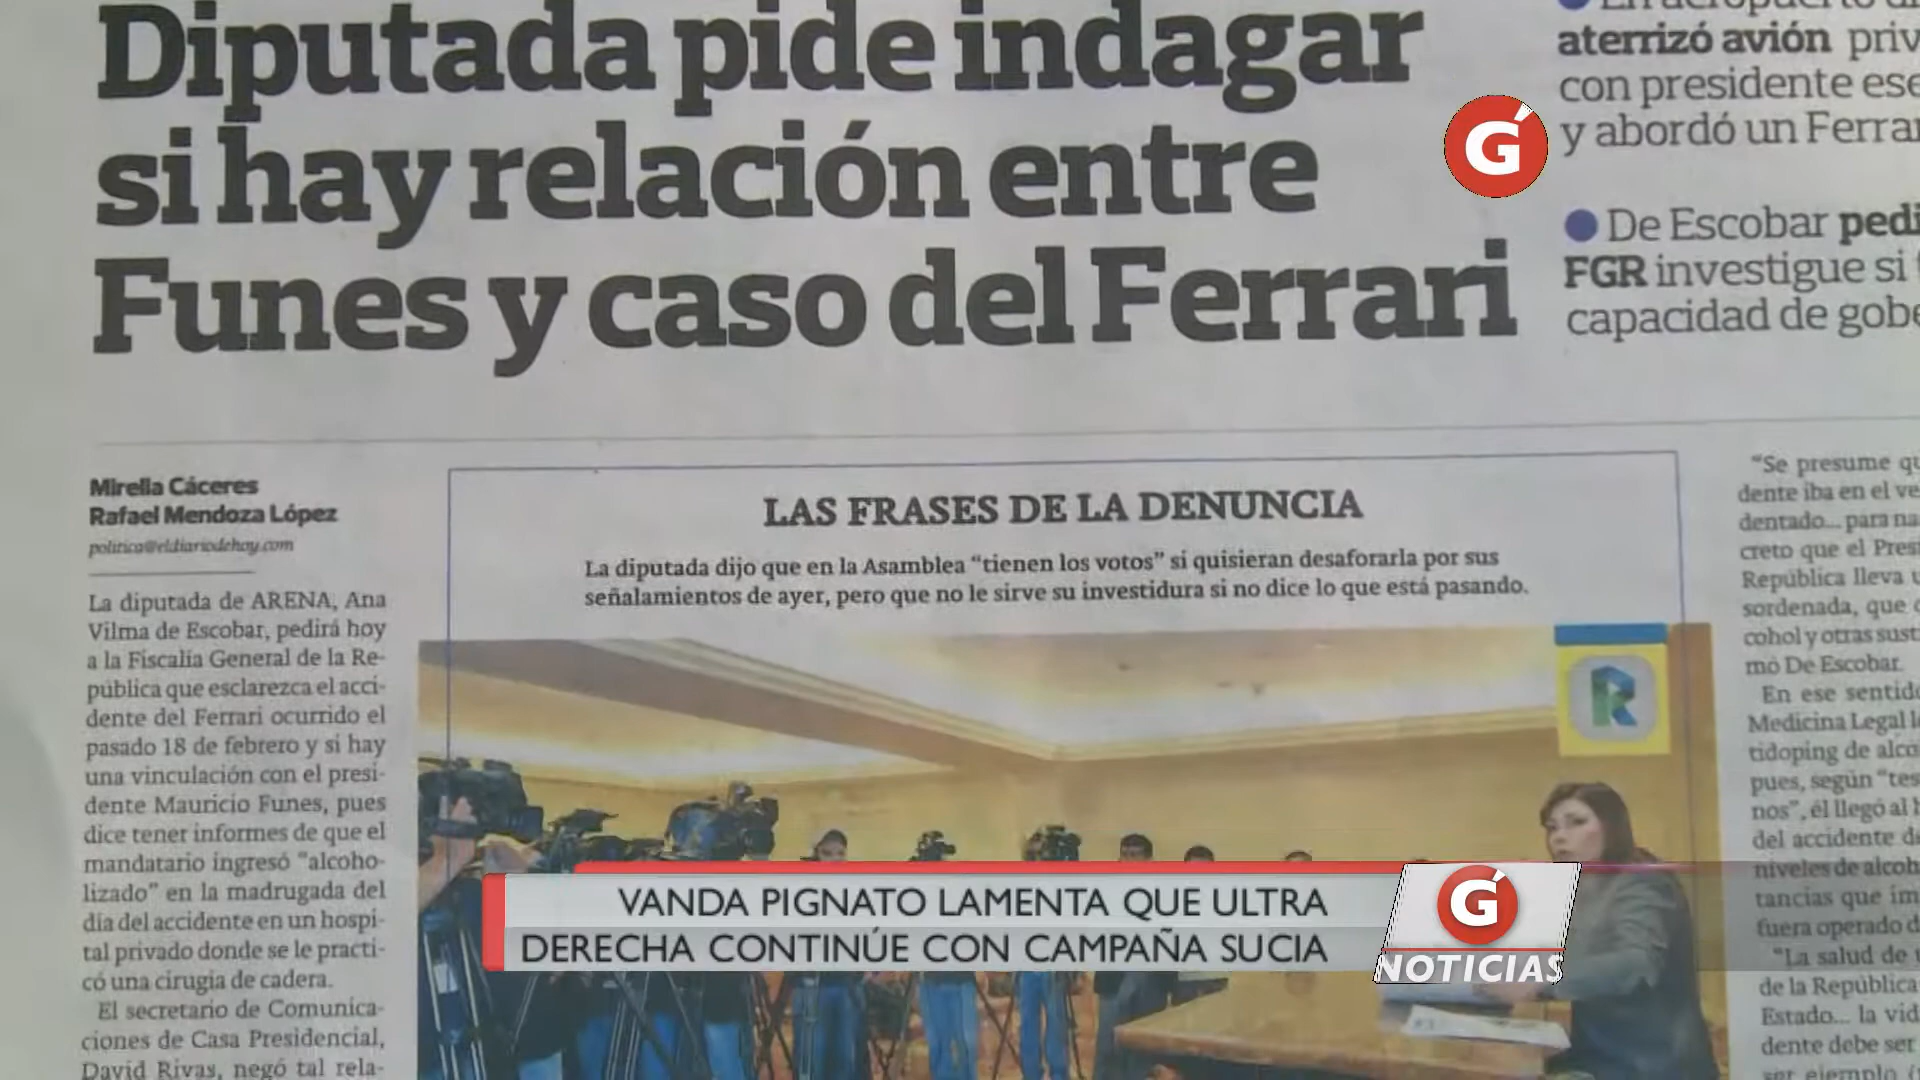 Diputada pide indagar
si hay relación entre
Funes y caso del Ferrari
aterrizó avión
con presidente
y abordó un
De Escobar
FGR investigue si
capacidad de
G
Mirella Cáceres
Rafael Mendoza López
politica@eldiariodehoy.com
La diputada de ARENA, Ana
Vilma de Escobar, pedirá hoy
a la Fiscalía General de la Re-
pública que esclarezca el acci-
dente del Ferrari ocurrido el
pasado 18 de febrero y si hay
una vinculación con el presi-
dente Mauricio Funes, pues
dice tener informes de que el
mandatario ingresó "alcoho-
lizado" en la madrugada del
día del accidente en un hospi-
tal privado donde se le practi-
có una cirugía de cadera.
El secretario de Comunica-
ciones de Casa Presidencial,
David Rivas, negó tal rela-
LAS FRASES DE LA DENUNCIA
La diputada dijo que en la Asamblea "tienen los votos" si quisieran desaforarla por sus
señalamientos de ayer, pero que no le sirve su investidura si no dice lo que está pasando.
R
"Se presume
dente iba en el
dentado... para
creto que el
República lleva
sordenada, que
cohol y otras
mó De Escobar.
En ese sentido
Medicina Legal
tidoping de
pues, según
nos", él llegó al
del accidente
niveles de
tancias que
fuera operado
"La salud de
de la República
Estado... la
dente debe ser
ser ejemplo
VANDA PIGNATO LAMENTA QUE ULTRA
DERECHA CONTINÚE CON CAMPAÑA SUCIA
G
NOTICIAS